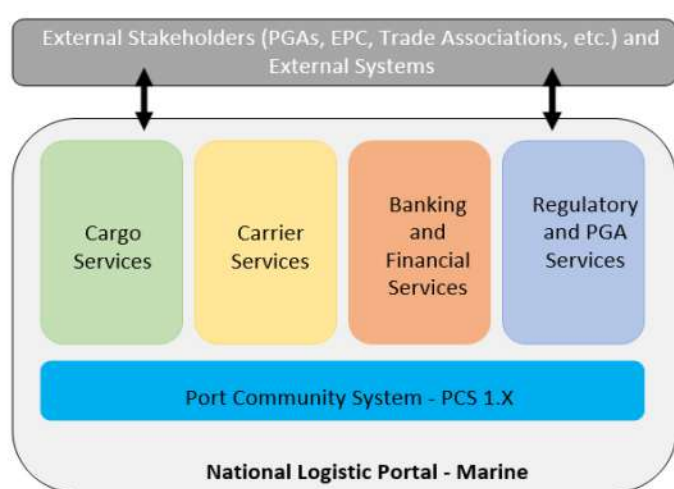 External Stakeholders (PGAs, EPC, Trade Associations, etc.) and
External Systems
Cargo
Services
Carrier
Services
Banking
and
Financial
Services
Regulatory
and PGA
Services
Port Community System - PCS 1.X
National Logistic Portal - Marine